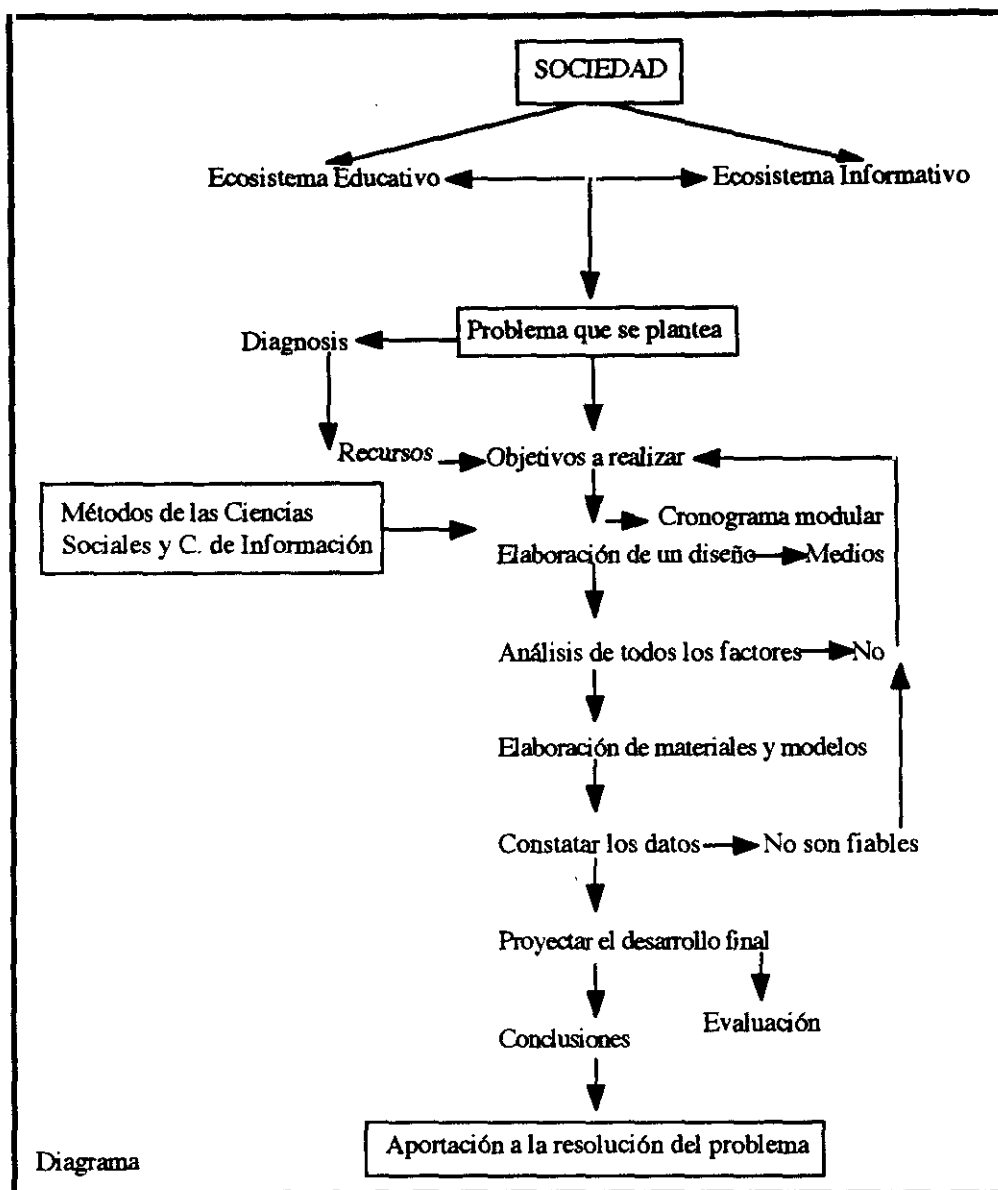 SOCIEDAD
Ecosistema Educativo
Ecosistema Informativo
Problema que se plantea
Diagnosis
Recursos
Objetivos a realizar
Métodos de las Ciencias
Sociales y C. de Información
Cronograma modular
Elaboración de un diseño
Medios
Análisis de todos los factores
No
Elaboración de materiales y modelos
Constatar los datos
No son fiables
Proyectar el desarrollo final
Evaluación
Conclusiones
Aportación a la resolución del problema
Diagrama